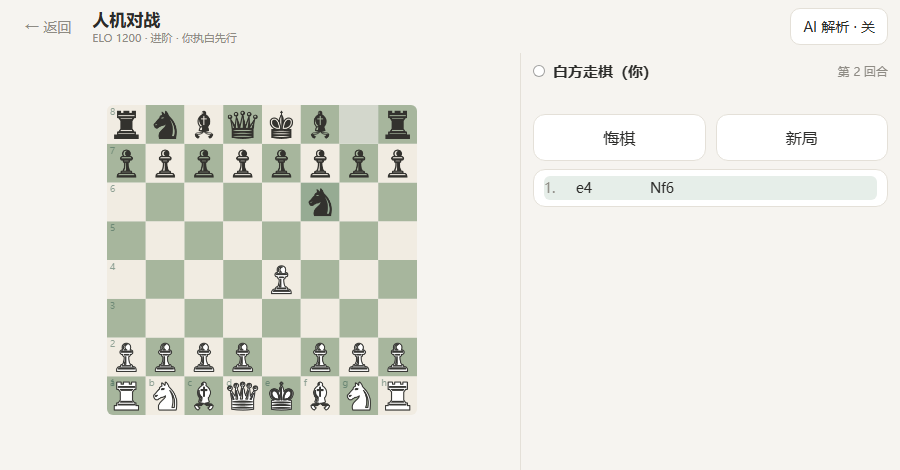 ← 返回
人机对战
ELO 1200 · 进阶 · 你执白先行
AI 解析 · 关
白方走棋（你）
第 2 回合
悔棋
新局
1. e4 Nf6
8
7
6
5
4
3
2
b c d e f g h